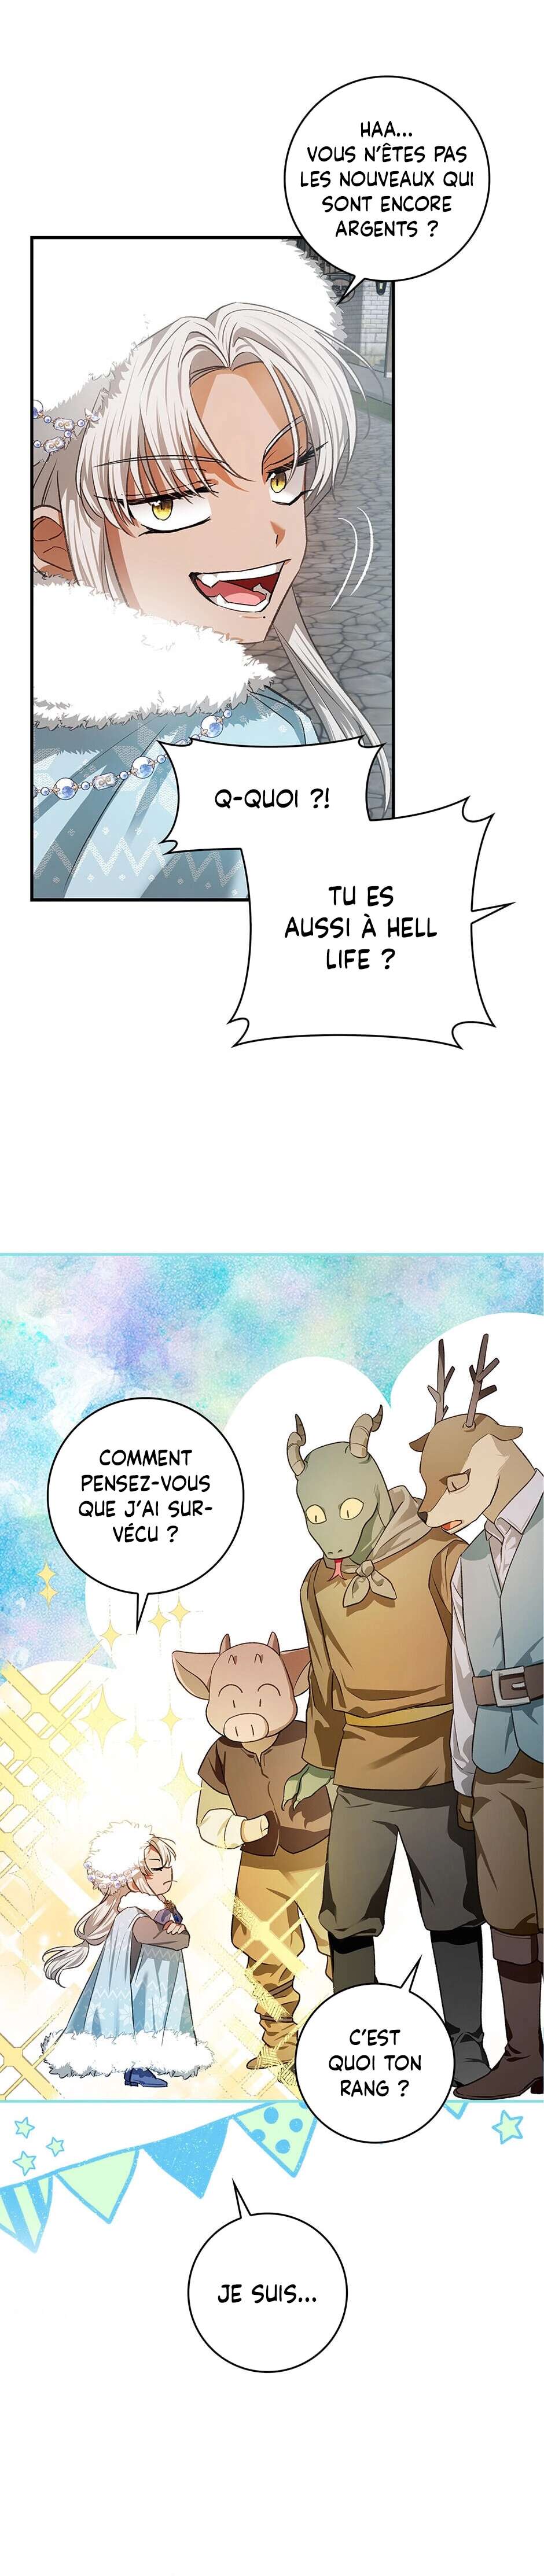 HAA...
VOUS N'ÊTES PAS
LES NOUVEAUX QUI
SONT ENCORE
ARGENTS ?
Q-QUOI ?!
TU ES
AUSSI À HELL
LIFE ?
COMMENT
PENSEZ-VOUS
QUE J'AI SUR-
VÉCU ?
C'EST
QUOI TON
RANG ?
JE SUIS...